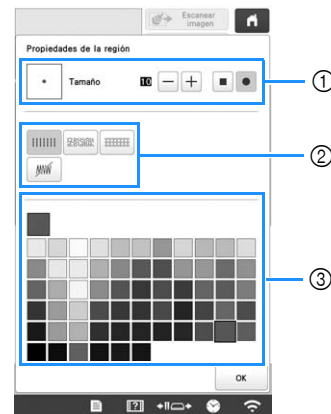 Escanear
imagen
Propiedades de la región
Tamaño 10
①
②
③
OK